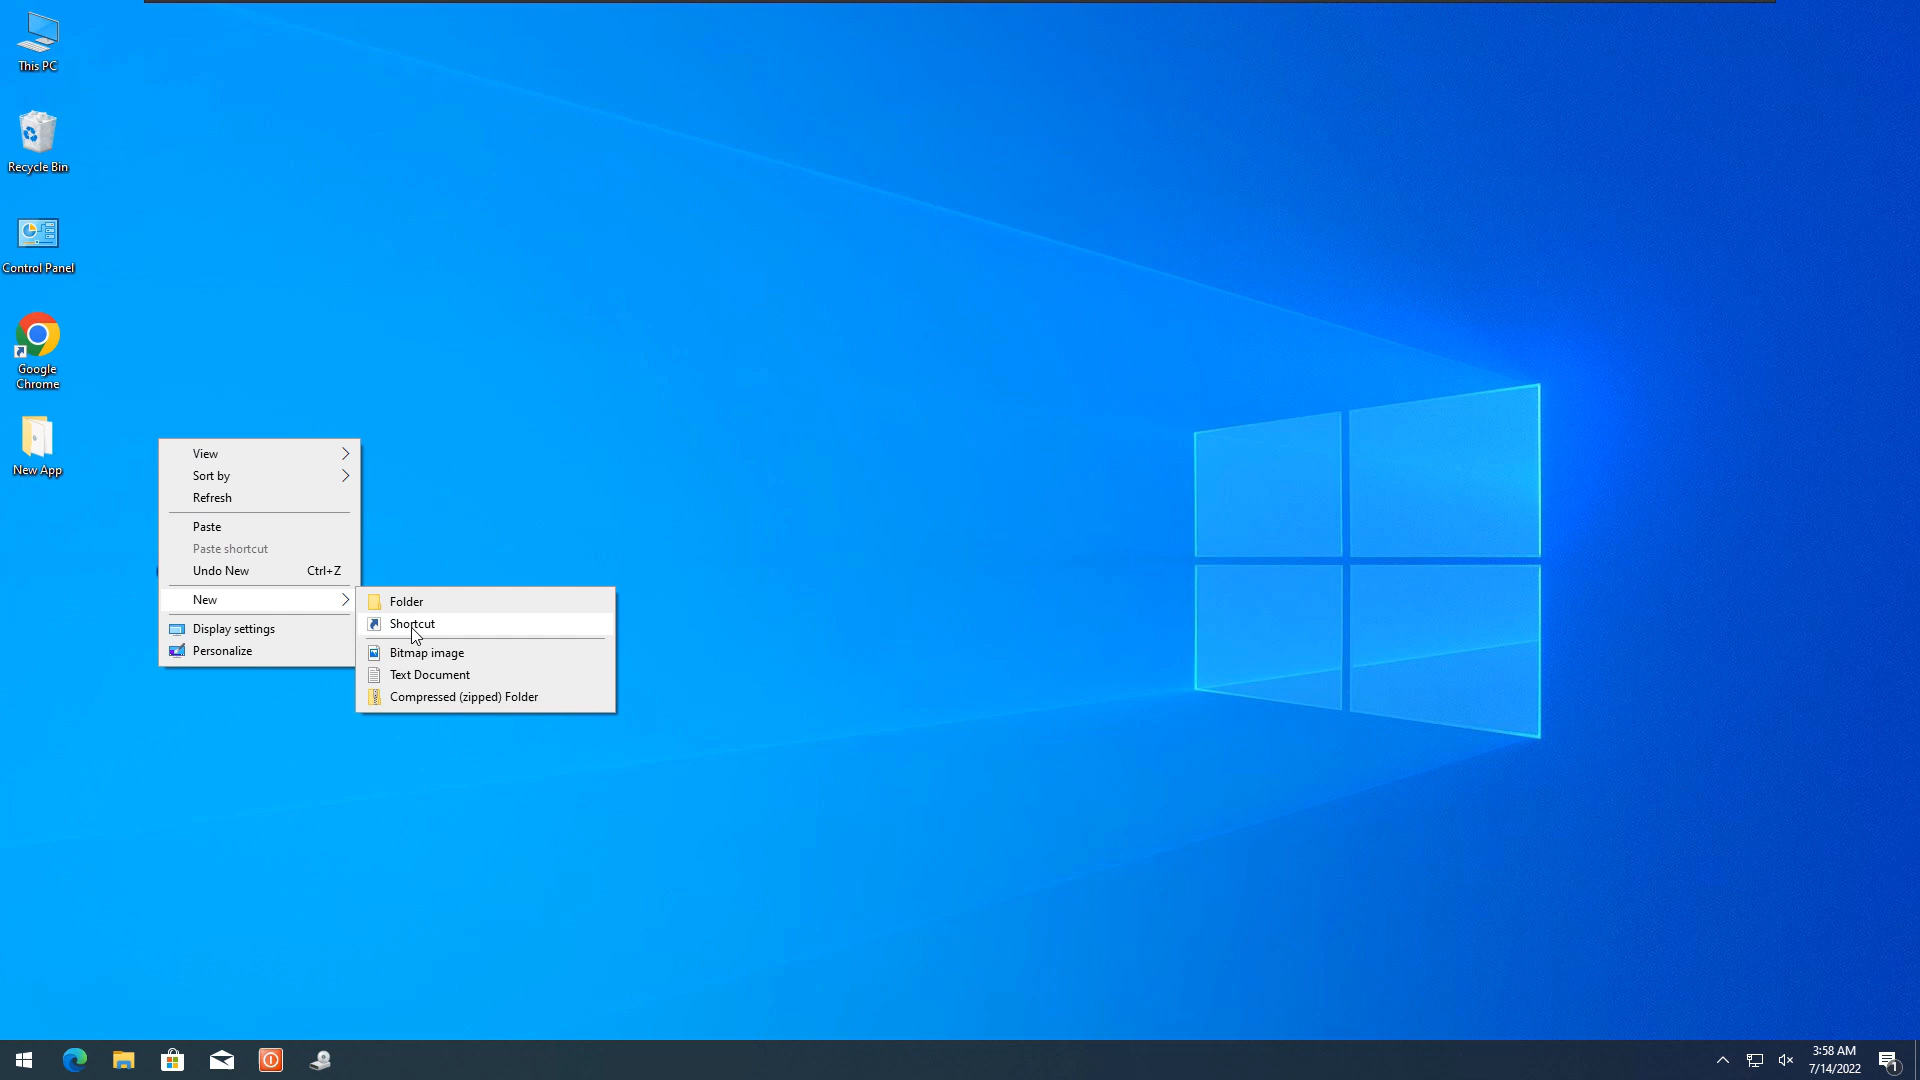 This PC
Recycle Bin
Control Panel
Google
Chrome
New App
View
Sort by
Refresh
Paste
Paste shortcut
Undo New Ctrl+Z
New
Display settings
Personalize
Folder
Shortcut
Bitmap image
Text Document
Compressed (zipped) Folder
3:58 AM
7/14/2022
1